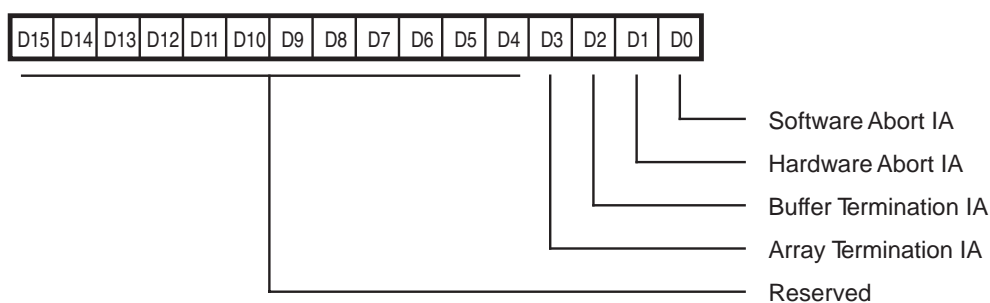 D15 D14 D13 D12 D11 D10 D9 D8 D7 D6 D5 D4 D3 D2 D1 D0
Software Abort IA
Hardware Abort IA
Buffer Termination IA
Array Termination IA
Reserved